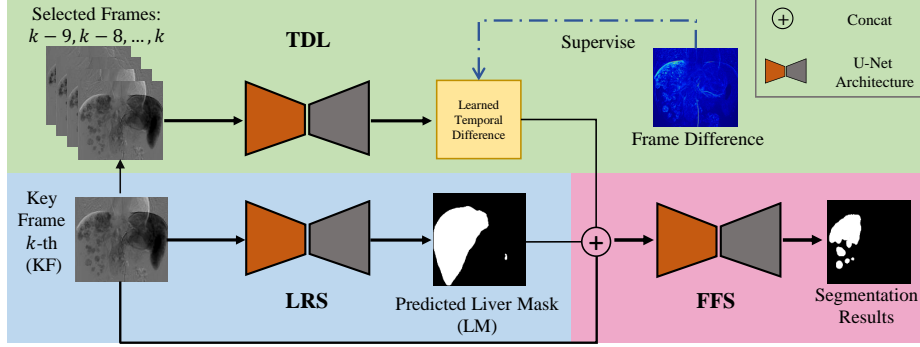 Selected Frames:
k − 9, k − 8, ..., k
TDL
Supervise
Learned
Temporal
Difference
Frame Difference
Concat
U-Net
Architecture
Key
Frame
k-th
(KF)
LRS
Predicted Liver Mask
(LM)
FFS
Segmentation
Results